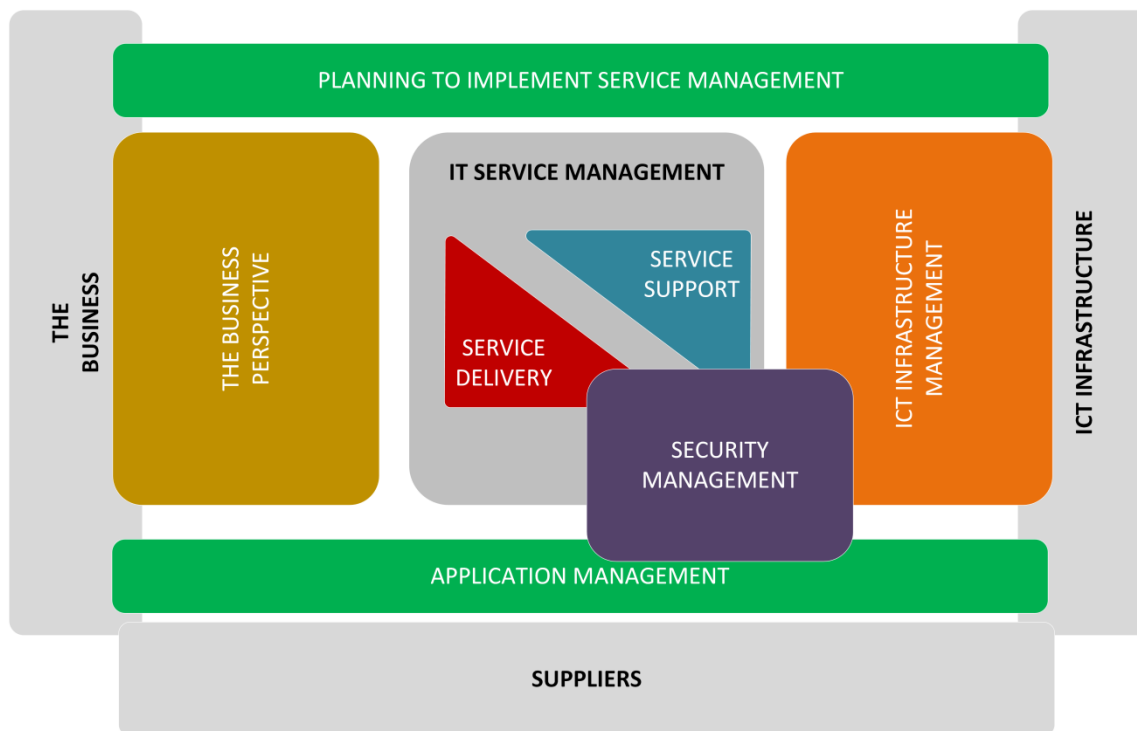 PLANNING TO IMPLEMENT SERVICE MANAGEMENT
THE
BUSINESS
THE BUSINESS
PERSPECTIVE
IT SERVICE MANAGEMENT
SERVICE
SUPPORT
SERVICE
DELIVERY
SECURITY
MANAGEMENT
ICT INFRASTRUCTURE
MANAGEMENT
ICT INFRASTRUCTURE
APPLICATION MANAGEMENT
SUPPLIERS